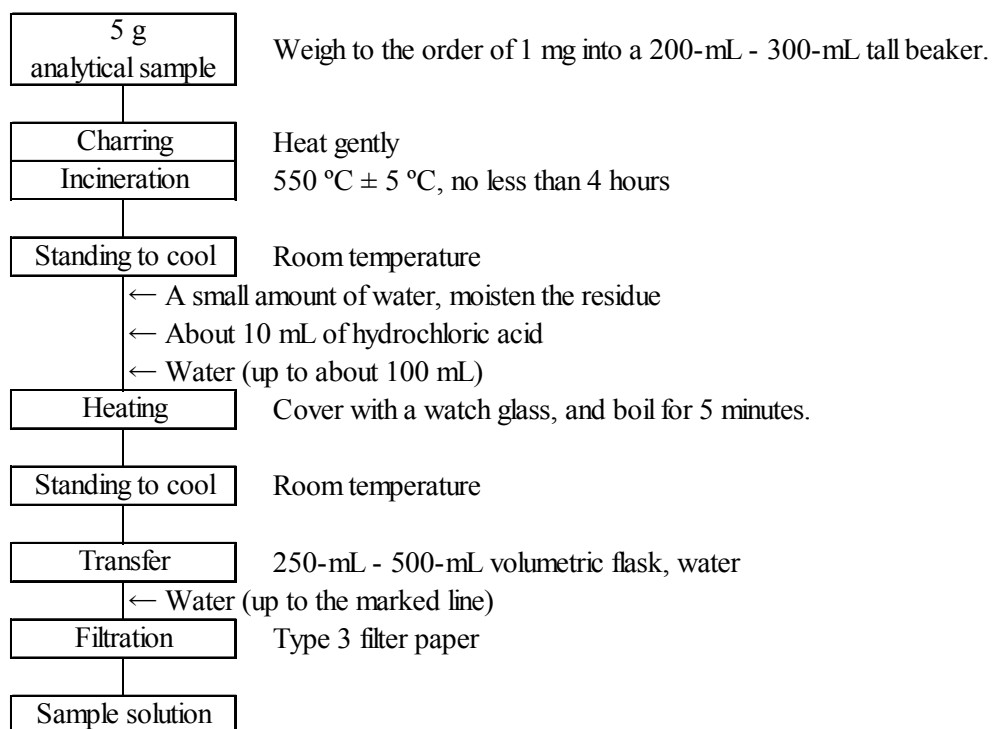 5 g
analytical sample
Weigh to the order of 1 mg into a 200-mL - 300-mL tall beaker.
Charring
Heat gently
Incineration
550 ºC ± 5 ºC, no less than 4 hours
Standing to cool
Room temperature
← A small amount of water, moisten the residue
← About 10 mL of hydrochloric acid
← Water (up to about 100 mL)
Heating
Cover with a watch glass, and boil for 5 minutes.
Standing to cool
Room temperature
Transfer
250-mL - 500-mL volumetric flask, water
← Water (up to the marked line)
Filtration
Type 3 filter paper
Sample solution